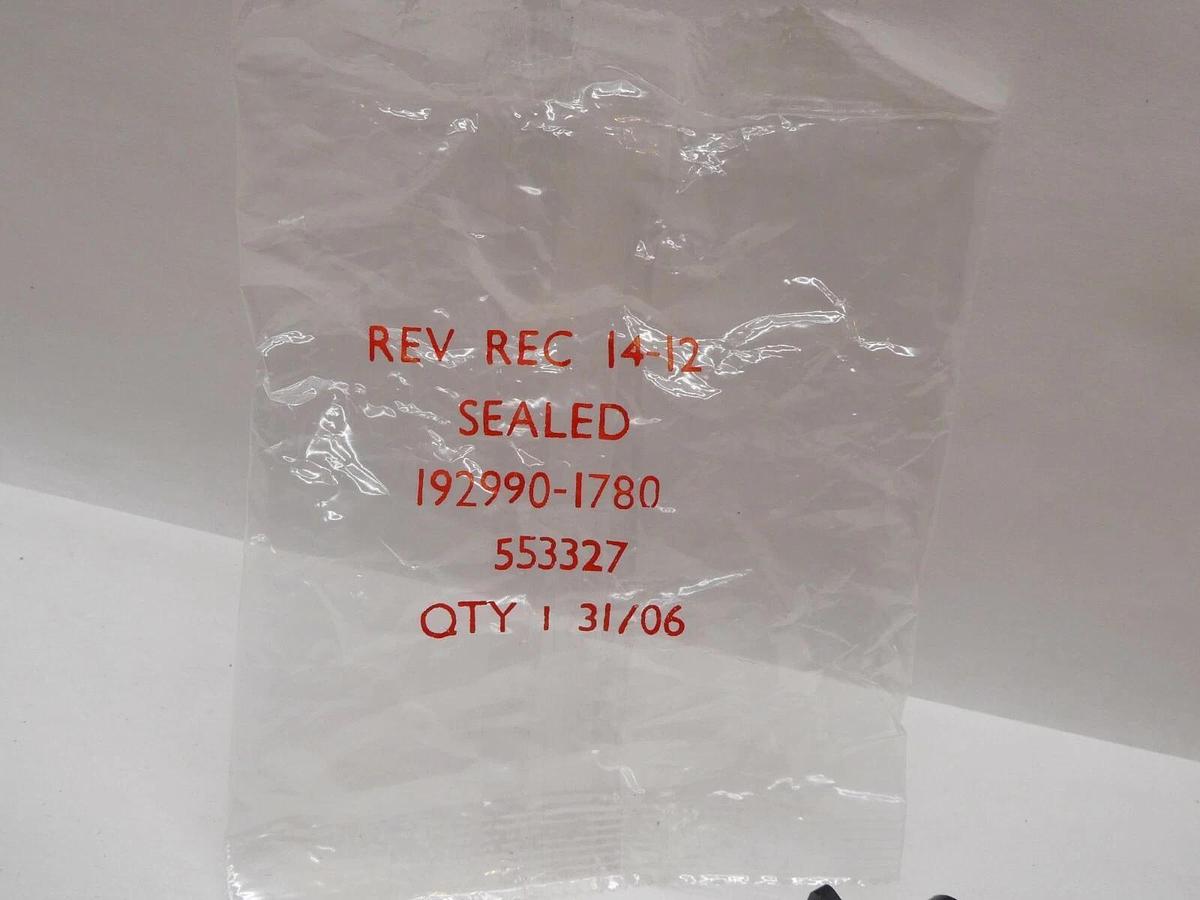 REV REC 14-12
SEALED
192990-1780
553327
QTY 1 31/06